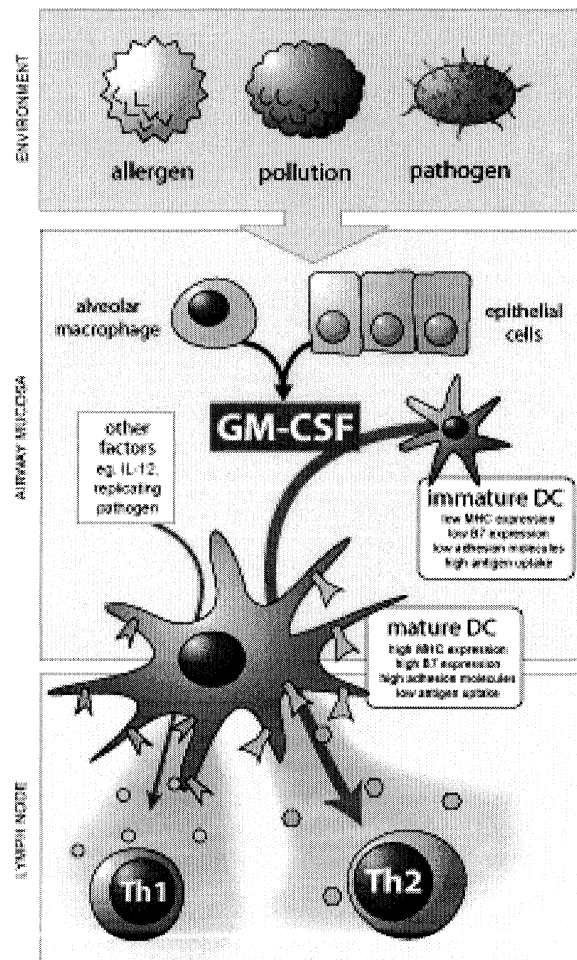 ENVIRONMENT
allergen
pollution
pathogen
AIRWAY MUCOSA
alveolar
macrophage
epithelial
cells
GM-CSF
other
factors
eg. IL-12,
replicating
pathogen
immature DC
low MHC expression
low B7 expression
low adhesion molecules
high antigen uptake
mature DC
high MHC expression
high B7 expression
high adhesion molecules
low antigen uptake
LYMPH NODE
Th1
Th2